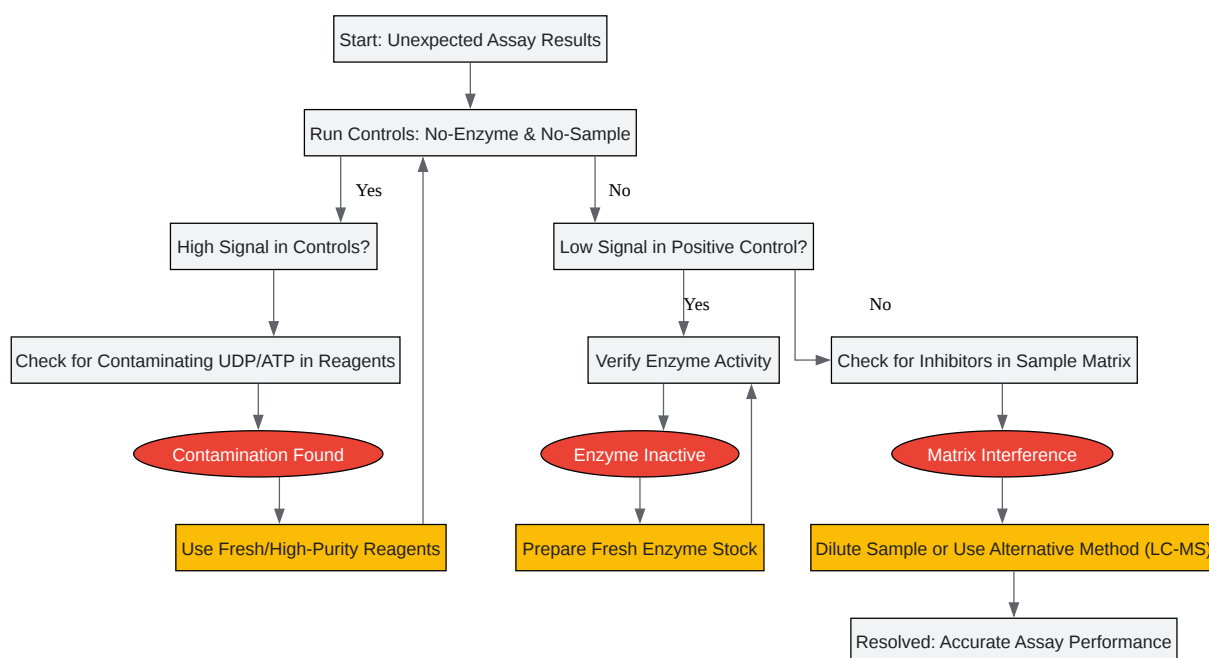 Start: Unexpected Assay Results
Run Controls: No-Enzyme & No-Sample
Yes
No
High Signal in Controls?
Low Signal in Positive Control?
Yes
No
Check for Contaminating UDP/ATP in Reagents
Verify Enzyme Activity
Check for Inhibitors in Sample Matrix
Contamination Found
Enzyme Inactive
Matrix Interference
Use Fresh/High-Purity Reagents
Prepare Fresh Enzyme Stock
Dilute Sample or Use Alternative Method (LC-MS)
Resolved: Accurate Assay Performance